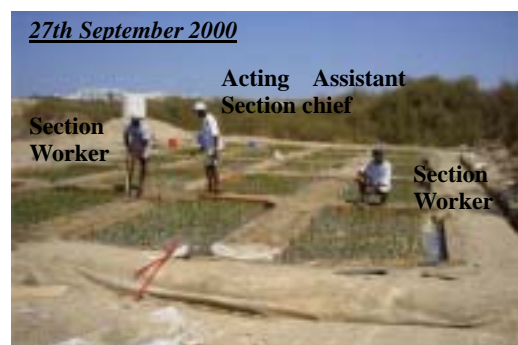 27th September 2000
Acting Assistant
Section chief
Section
Worker
Section
Worker